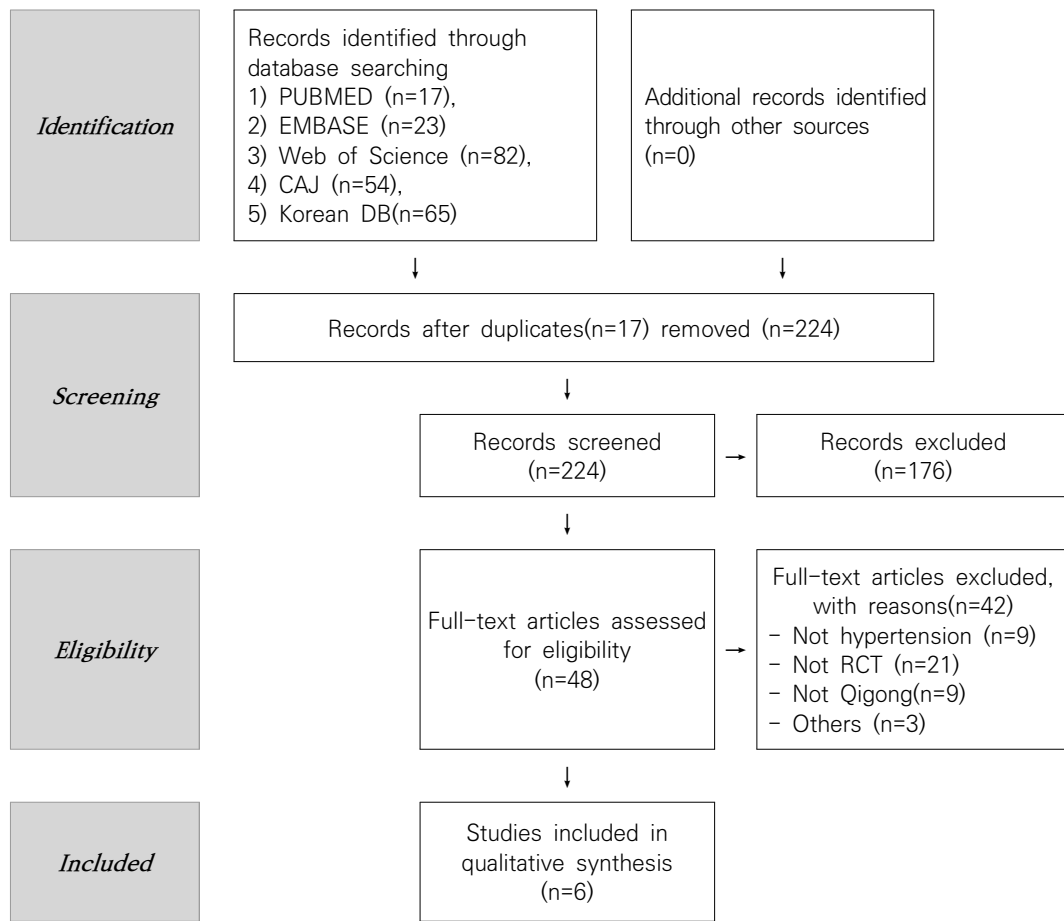 Identification
Records identified through
database searching
1) PUBMED (n=17),
2) EMBASE (n=23)
3) Web of Science (n=82),
4) CAJ (n=54),
5) Korean DB(n=65)
Additional records identified
through other sources
(n=0)
Screening
Records after duplicates(n=17) removed (n=224)
Records screened
(n=224)
Records excluded
(n=176)
Eligibility
Full-text articles assessed
for eligibility
(n=48)
Full-text articles excluded,
with reasons(n=42)
- Not hypertension (n=9)
- Not RCT (n=21)
- Not Qigong(n=9)
- Others (n=3)
Included
Studies included in
qualitative synthesis
(n=6)